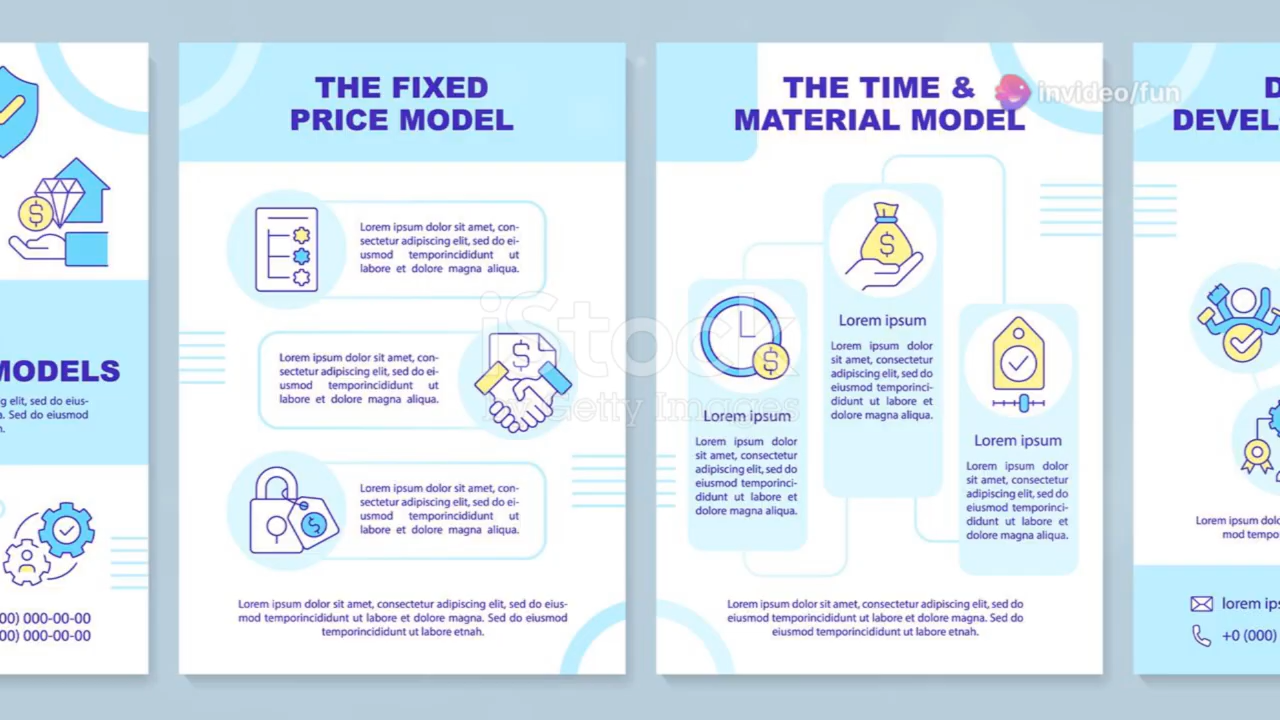 MODELS
g elit, sed do eius-
a. Sed do eiusmod
00) 000-00-00
00) 000-00-00
THE FIXED
PRICE MODEL
Lorem ipsum dolor sit amet, con-
sectetur adipiscing elit, sed do ei-
usmod temporincididunt ut
labore et dolore magna aliqua.
Lorem ipsum dolor sit amet, con-
sectetur adipiscing elit, sed do ei-
usmod temporincididunt ut
labore et dolore magna aliqua.
Lorem ipsum dolor sit amet, con-
sectetur adipiscing elit, sed do ei-
usmod temporincididunt ut
labore et dolore magna aliqua.
Lorem ipsum dolor sit amet, consectetur adipiscing elit, sed do eius-
mod temporincididunt ut labore et dolore magna aliqua. Sed do eiusmod
temporincididunt ut labore etnah.
THE TIME &
MATERIAL MODEL
invideo/fun
Lorem ipsum
Lorem ipsum dolor
sit amet, consectetur
adipiscing elit, sed do
eiusmod temporinci-
didunt ut labore et
dolore magna aliqua.
Lorem ipsum
Lorem ipsum dolor
sit amet, consectetur
adipiscing elit, sed do
eiusmod temporinci-
didunt ut labore et
dolore magna aliqua.
Lorem ipsum
Lorem ipsum dolor
sit amet, consectetur
adipiscing elit, sed do
eiusmod temporinci-
didunt ut labore et
dolore magna aliqua.
Lorem ipsum dolor sit amet, consectetur adipiscing elit, sed do
eiusmod temporincididunt ut labore et dolore magna aliqua. Sed do
eiusmod temporincididunt ut labore etnah.
iStock
by Getty Images
D
DEVEL
Lorem ipsum dolo
mod tempo
lorem ips
+0 (000)